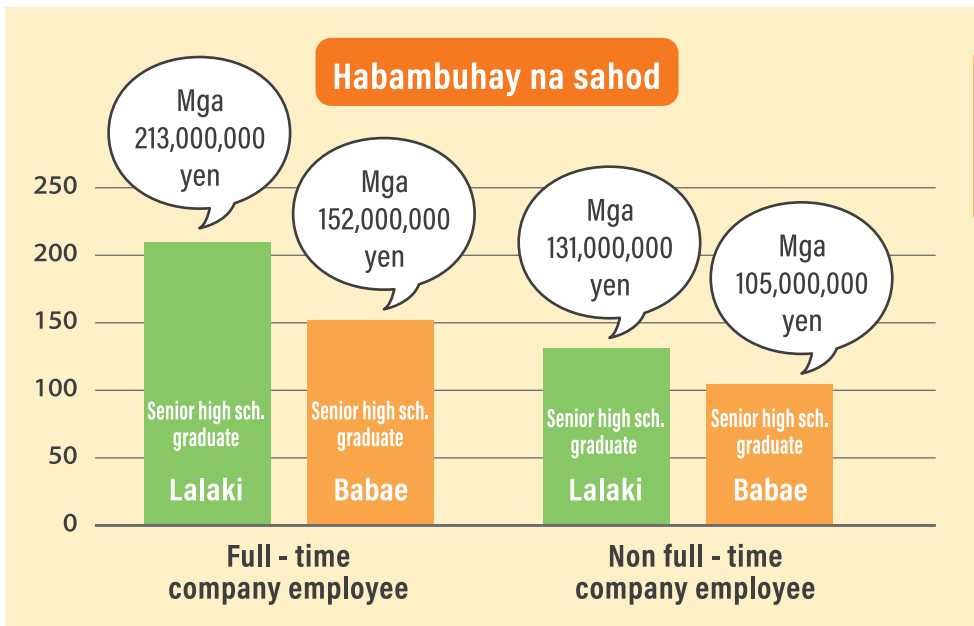 Habambuhay na sahod
Mga
213,000,000
yen
Mga
152,000,000
yen
Mga
131,000,000
yen
Mga
105,000,000
yen
250
200
150
100
50
0
Senior high sch.
graduate
Lalaki
Senior high sch.
graduate
Babae
Senior high sch.
graduate
Lalaki
Senior high sch.
graduate
Babae
Full - time
company employee
Non full - time
company employee